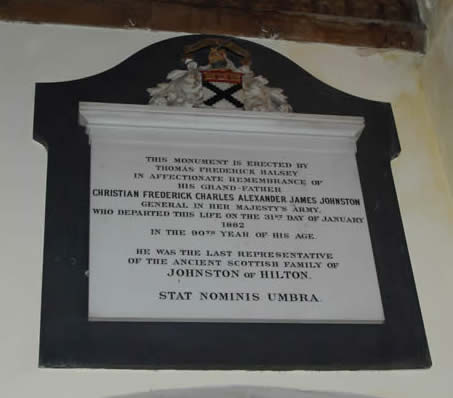 THIS MONUMENT IS ERECTED BY
THOMAS FREDERICK HALSEY
IN AFFECTIONATE REMEMBRANCE OF
HIS GRAND-FATHER
CHRISTIAN FREDERICK CHARLES ALEXANDER JAMES JOHNSTON
GENERAL IN HER MAJESTY'S ARMY,
WHO DEPARTED THIS LIFE ON THE 31ST DAY OF JANUARY
1882
IN THE 90TH YEAR OF HIS AGE.
HE WAS THE LAST REPRESENTATIVE
OF THE ANCIENT SCOTTISH FAMILY OF
JOHNSTON OF HILTON.
STAT NOMINIS UMBRA.